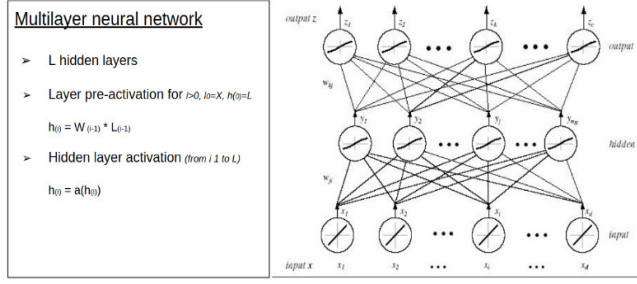 Multilayer neural network
➢ L hidden layers
➢ Layer pre-activation for l>0, l0=X, h(0)=L
h(i) = W (i-1) * L(i-1)
➢ Hidden layer activation (from i 1 to L)
h(i) = a(h(i))
output z z1 z2 zk zc
output
wkj
y1 y2 yj ynH
hidden
wji
x1 x2 xi xd
input
input x x1 x2 ... xi ... xd